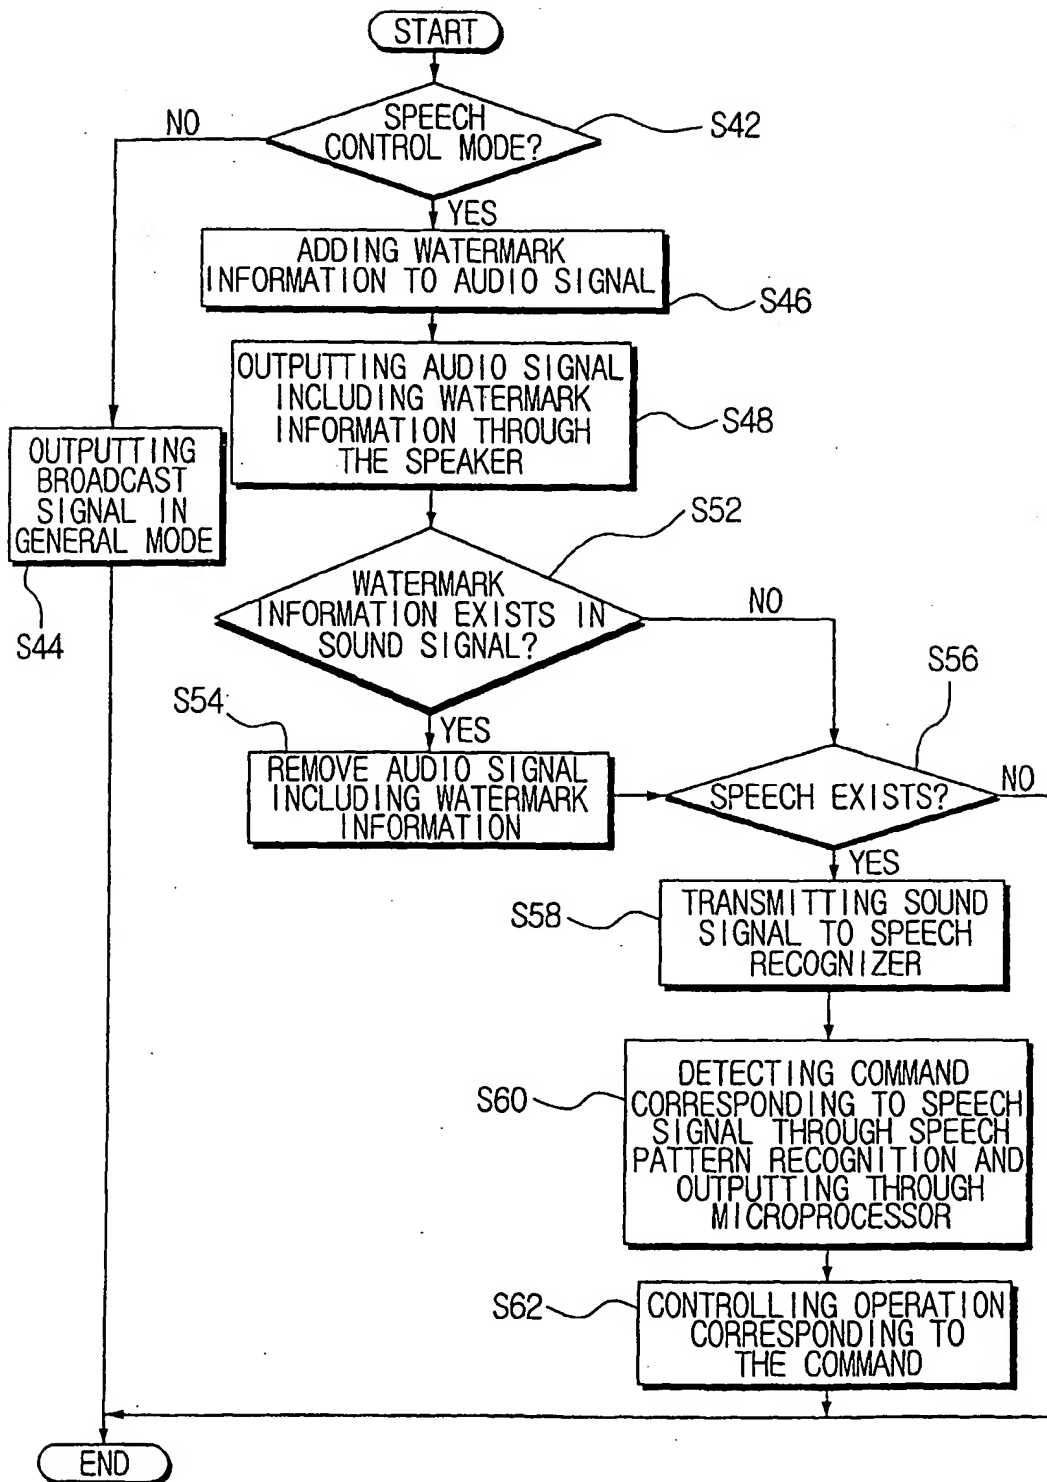 START
SPEECH
CONTROL MODE?
S42
NO
YES
ADDING WATERMARK
INFORMATION TO AUDIO SIGNAL
S46
OUTPUTTING AUDIO SIGNAL
INCLUDING WATERMARK
INFORMATION THROUGH
THE SPEAKER
S48
OUTPUTTING
BROADCAST
SIGNAL IN
GENERAL MODE
S44
S52
WATERMARK
INFORMATION EXISTS IN
SOUND SIGNAL?
NO
YES
S54
REMOVE AUDIO SIGNAL
INCLUDING WATERMARK
INFORMATION
S56
SPEECH EXISTS?
NO
YES
S58
TRANSMITTING SOUND
SIGNAL TO SPEECH
RECOGNIZER
S60
DETECTING COMMAND
CORRESPONDING TO SPEECH
SIGNAL THROUGH SPEECH
PATTERN RECOGNITION AND
OUTPUTTING THROUGH
MICROPROCESSOR
S62
CONTROLLING OPERATION
CORRESPONDING TO
THE COMMAND
END